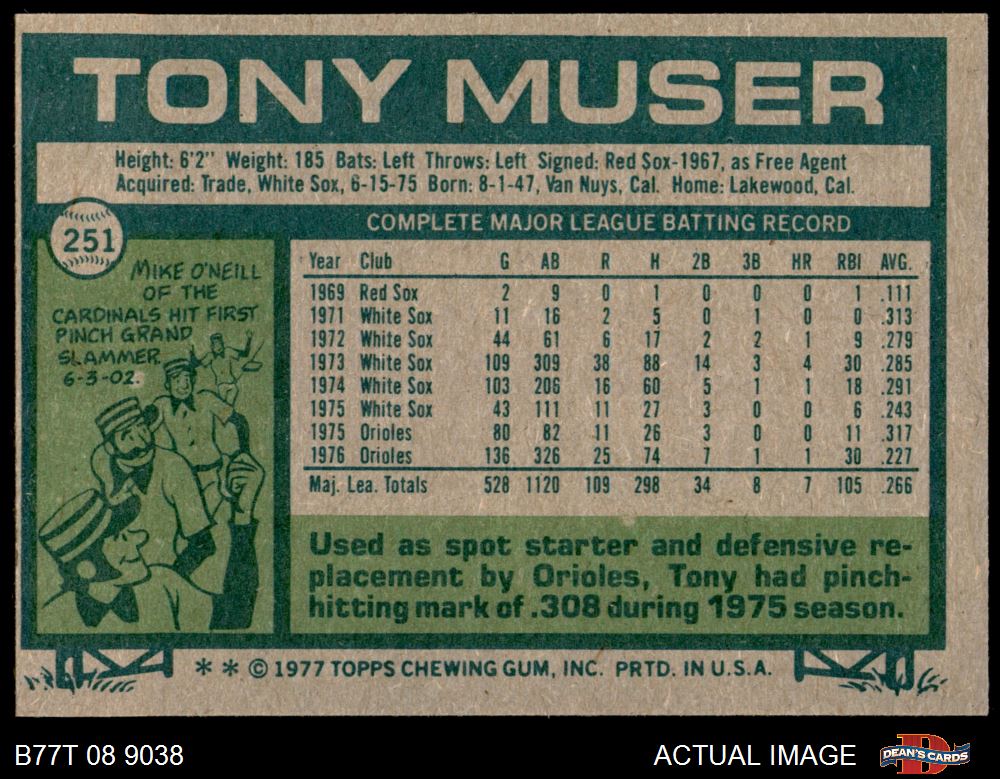 TONY MUSER
Height: 6'2" Weight: 185 Bats: Left Throws: Left Signed: Red Sox-1967, as Free Agent
Acquired: Trade, White Sox, 6-15-75 Born: 8-1-47, Van Nuys, Cal. Home: Lakewood, Cal.
251
MIKE O'NEILL
OF THE
CARDINALS HIT FIRST
PINCH GRAND
SLAMMER
6-3-02.
COMPLETE MAJOR LEAGUE BATTING RECORD
Year Club G AB R H 2B 3B HR RBI AVG.
1969 Red Sox 2 9 0 1 0 0 0 1 .111
1971 White Sox 11 16 2 5 0 1 0 0 .313
1972 White Sox 44 61 6 17 2 2 1 9 .279
1973 White Sox 109 309 38 88 14 3 4 30 .285
1974 White Sox 103 206 16 60 5 1 1 18 .291
1975 White Sox 43 111 11 27 3 0 0 6 .243
1975 Orioles 80 82 11 26 3 0 0 11 .317
1976 Orioles 136 326 25 74 7 1 1 30 .227
Maj. Lea. Totals 528 1120 109 298 34 8 7 105 .266
Used as spot starter and defensive re-
placement by Orioles, Tony had pinch-
hitting mark of .308 during 1975 season.
* * © 1977 TOPPS CHEWING GUM, INC. PRTD. IN U.S.A.
B77T 08 9038 ACTUAL IMAGE DEAN'S CARDS